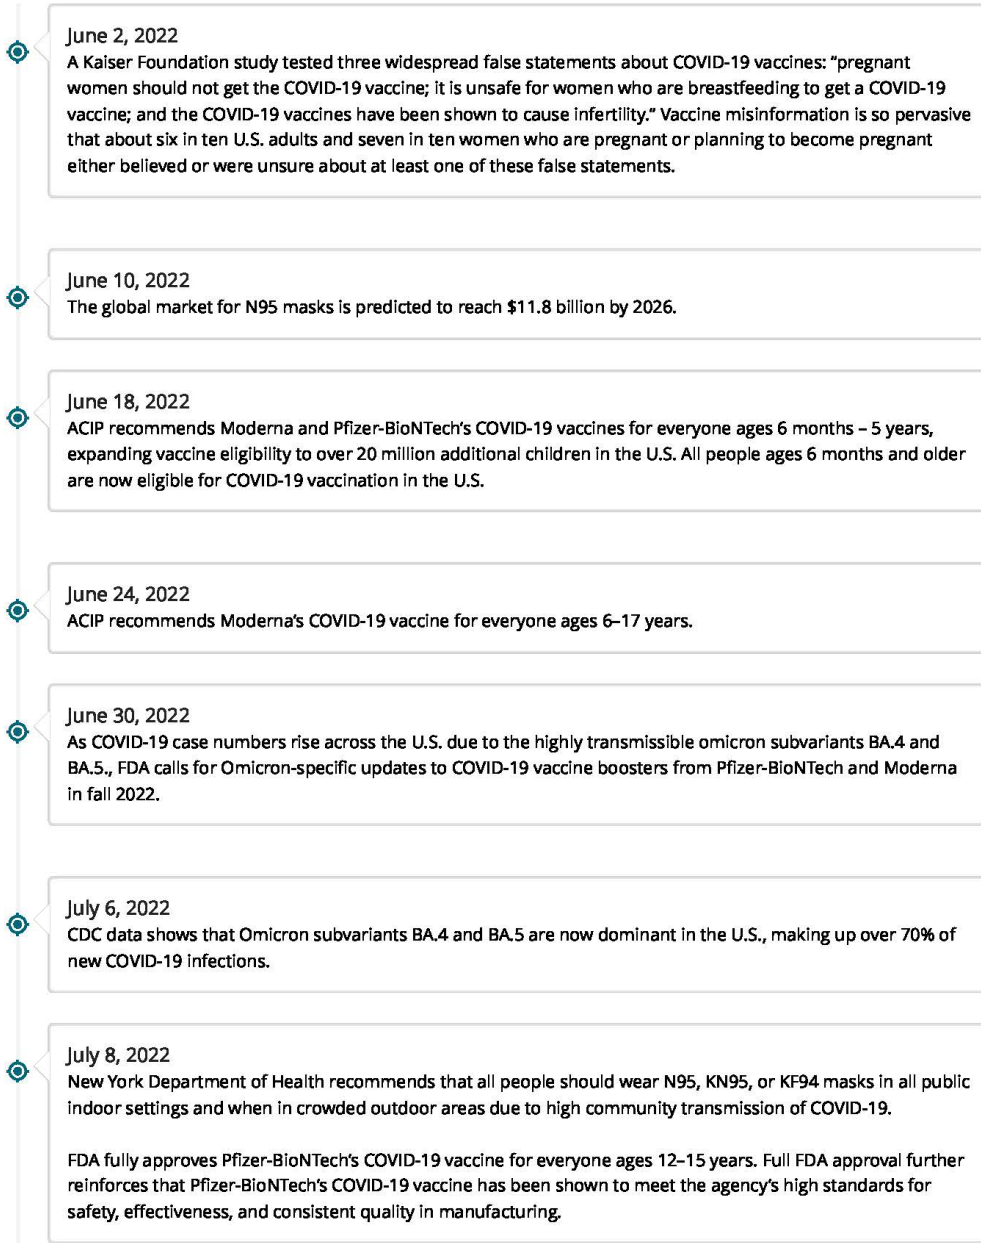 June 2, 2022
A Kaiser Foundation study tested three widespread false statements about COVID-19 vaccines: “pregnant
women should not get the COVID-19 vaccine; it is unsafe for women who are breastfeeding to get a COVID-19
vaccine; and the COVID-19 vaccines have been shown to cause infertility.” Vaccine misinformation is so pervasive
that about six in ten U.S. adults and seven in ten women who are pregnant or planning to become pregnant
either believed or were unsure about at least one of these false statements.
June 10, 2022
The global market for N95 masks is predicted to reach $11.8 billion by 2026.
June 18, 2022
ACIP recommends Moderna and Pfizer-BioNTech’s COVID-19 vaccines for everyone ages 6 months – 5 years,
expanding vaccine eligibility to over 20 million additional children in the U.S. All people ages 6 months and older
are now eligible for COVID-19 vaccination in the U.S.
June 24, 2022
ACIP recommends Moderna’s COVID-19 vaccine for everyone ages 6–17 years.
June 30, 2022
As COVID-19 case numbers rise across the U.S. due to the highly transmissible omicron subvariants BA.4 and
BA.5., FDA calls for Omicron-specific updates to COVID-19 vaccine boosters from Pfizer-BioNTech and Moderna
in fall 2022.
July 6, 2022
CDC data shows that Omicron subvariants BA.4 and BA.5 are now dominant in the U.S., making up over 70% of
new COVID-19 infections.
July 8, 2022
New York Department of Health recommends that all people should wear N95, KN95, or KF94 masks in all public
indoor settings and when in crowded outdoor areas due to high community transmission of COVID-19.
FDA fully approves Pfizer-BioNTech’s COVID-19 vaccine for everyone ages 12–15 years. Full FDA approval further
reinforces that Pfizer-BioNTech’s COVID-19 vaccine has been shown to meet the agency’s high standards for
safety, effectiveness, and consistent quality in manufacturing.